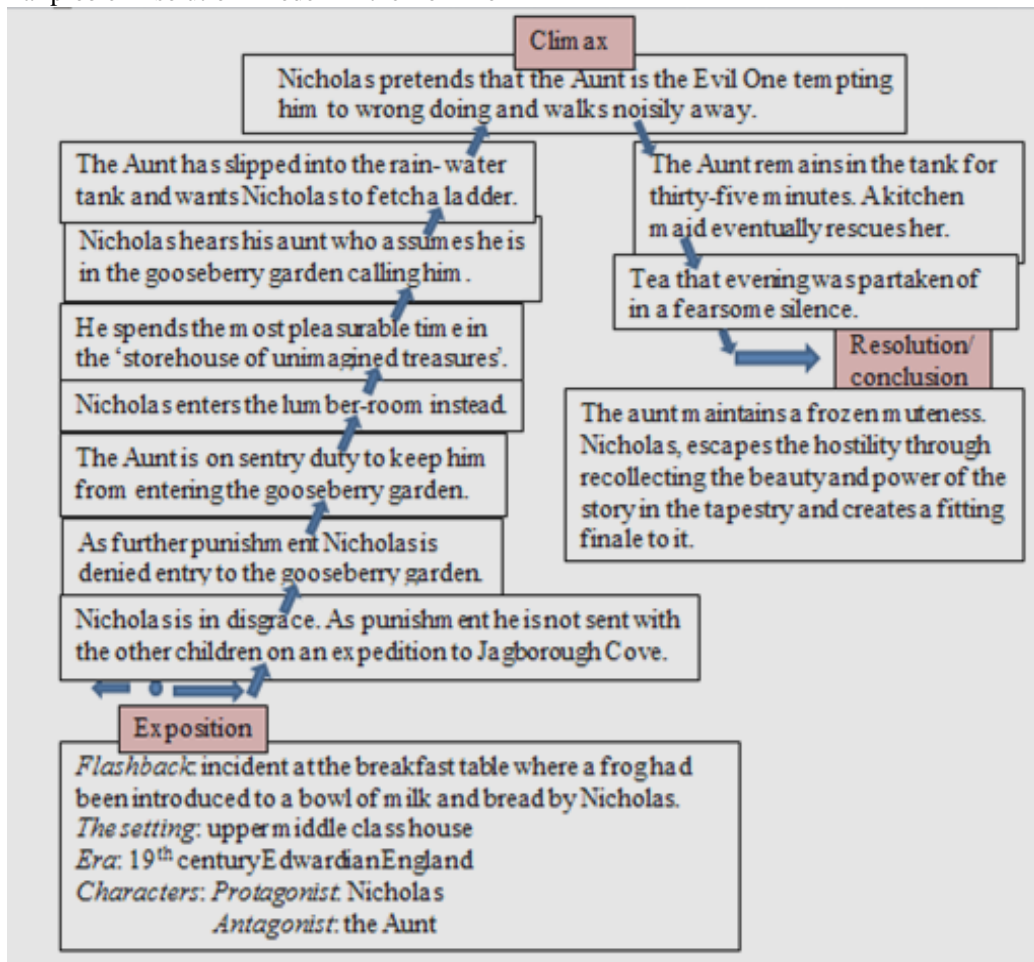 Climax
Nicholas pretends that the Aunt is the Evil One tempting
him to wrong doing and walks noisily away.
The Aunt has slipped into the rain-water
tank and wants Nicholas to fetch a ladder.
Nicholas hears his aunt who assumes he is
in the gooseberry garden calling him.
He spends the most pleasurable time in
the ‘storehouse of unimagined treasures’.
Nicholas enters the lumber-room instead.
The Aunt is on sentry duty to keep him
from entering the gooseberry garden.
As further punishment Nicholas is
denied entry to the gooseberry garden.
Nicholas is in disgrace. As punishment he is not sent with
the other children on an expedition to Jagborough Cove.
Exposition
Flashback: incident at the breakfast table where a frog had
been introduced to a bowl of milk and bread by Nicholas.
The setting: upper middle class house
Era: 19th century Edwardian England
Characters: Protagonist: Nicholas
Antagonist: the Aunt
The Aunt remains in the tank for
thirty-five minutes. A kitchen
maid eventually rescues her.
Tea that evening was partaken of
in a fearsome silence.
Resolution/
conclusion
The aunt maintains a frozen muteness.
Nicholas, escapes the hostility through
recollecting the beauty and power of the
story in the tapestry and creates a fitting
finale to it.